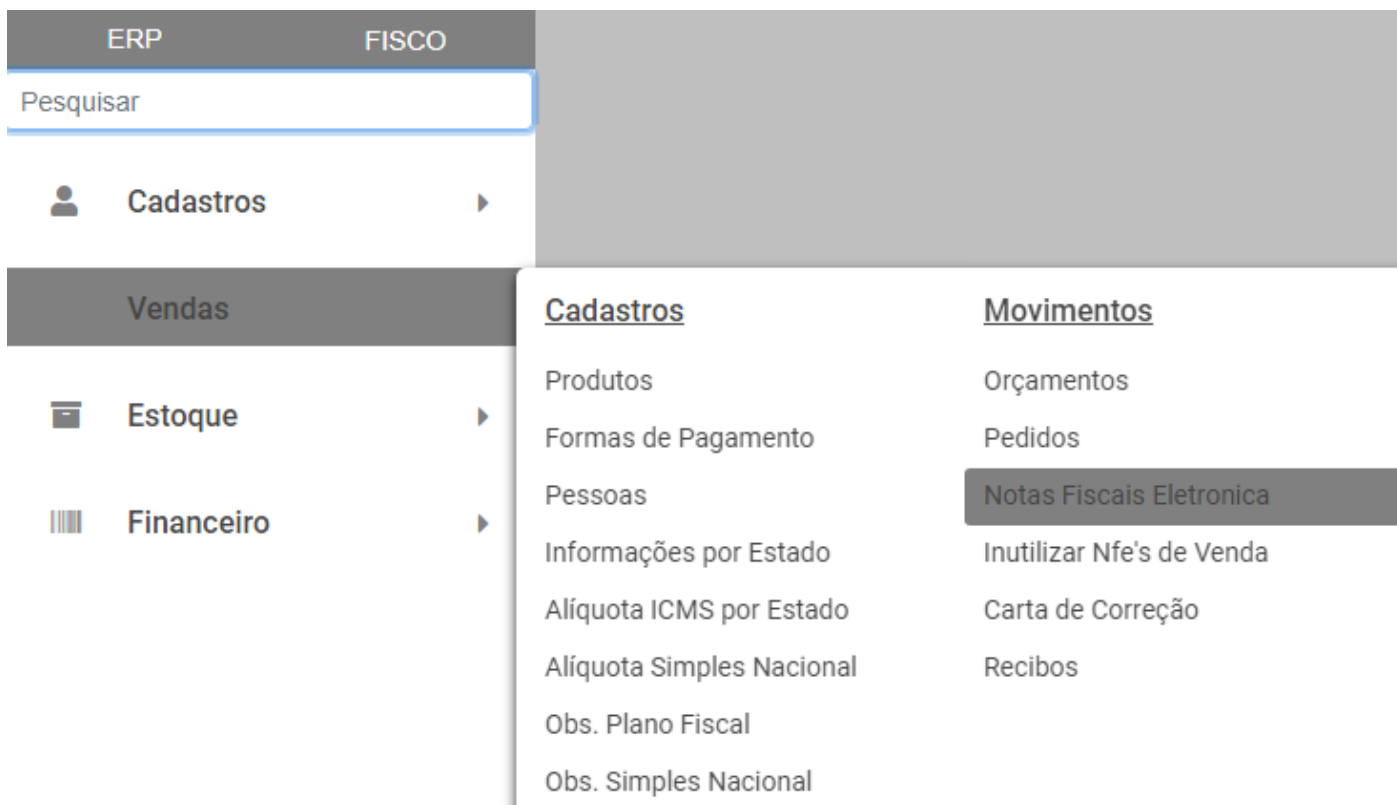 ERP FISCO
Pesquisar
Cadastros
Vendas
Estoque
Financeiro
Cadastros
Produtos
Formas de Pagamento
Pessoas
Informações por Estado
Alíquota ICMS por Estado
Alíquota Simples Nacional
Obs. Plano Fiscal
Obs. Simples Nacional
Movimentos
Orçamentos
Pedidos
Notas Fiscais Eletronica
Inutilizar Nfe's de Venda
Carta de Correção
Recibos